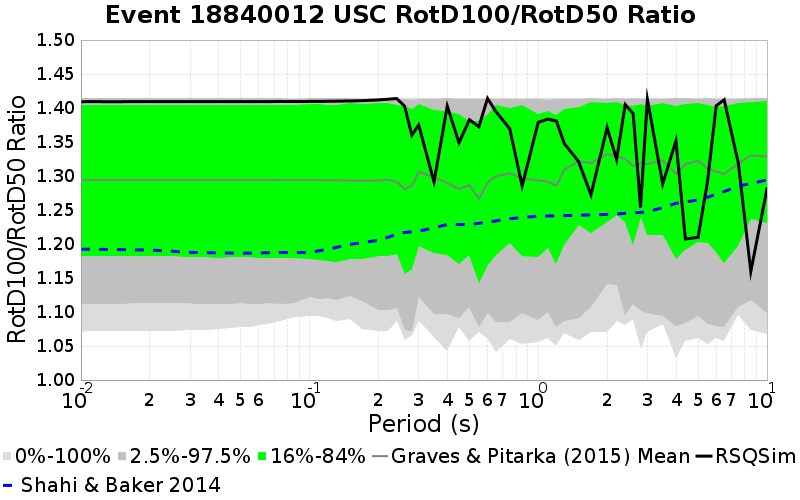 Event 18840012 USC RotD100/RotD50 Ratio
RotD100/RotD50 Ratio
1.50
1.45
1.40
1.35
1.30
1.25
1.20
1.15
1.10
1.05
1.00
10-2 2 3 4 5 6 10-1 2 3 4 5 6 7 100 2 3 4 5 6 7 101
Period (s)
0%-100% 2.5%-97.5% 16%-84% Graves & Pitarka (2015) Mean RSQSim
Shahi & Baker 2014